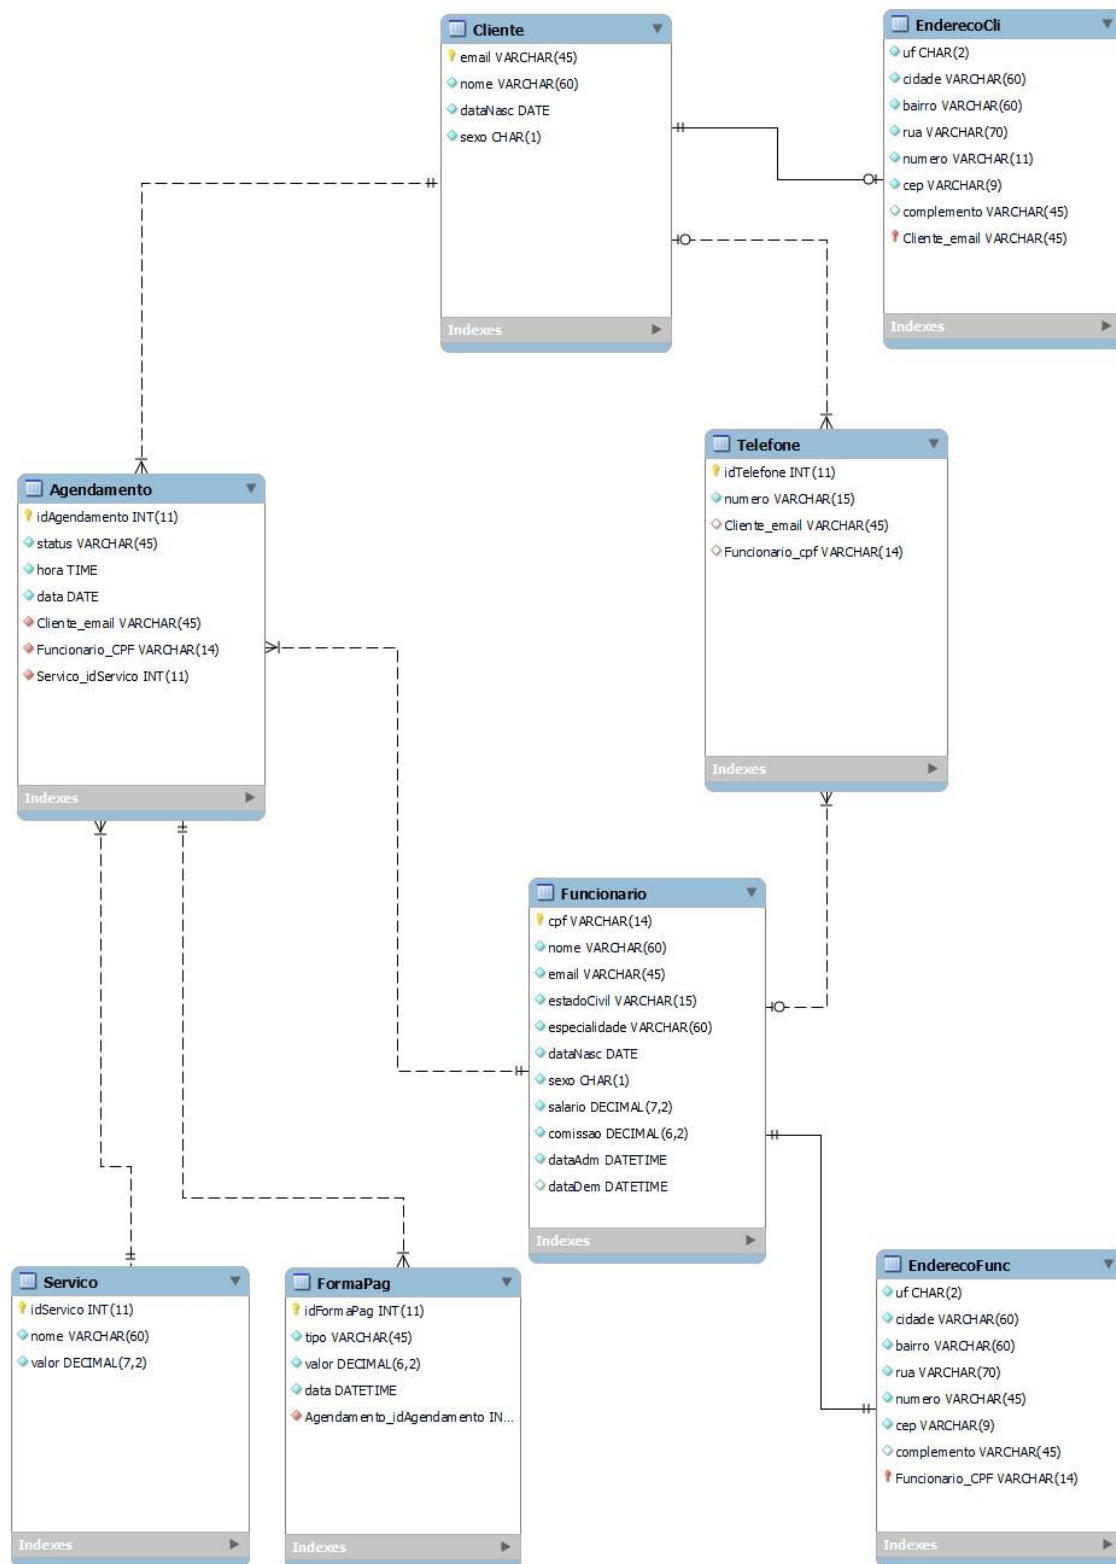 Cliente
email VARCHAR(45)
nome VARCHAR(60)
dataNasc DATE
sexo CHAR(1)
Indexes
EnderecoCli
uf CHAR(2)
cidade VARCHAR(60)
bairro VARCHAR(60)
rua VARCHAR(70)
numero VARCHAR(11)
cep VARCHAR(9)
complemento VARCHAR(45)
Cliente_email VARCHAR(45)
Indexes
Agendamento
idAgendamento INT(11)
status VARCHAR(45)
hora TIME
data DATE
Cliente_email VARCHAR(45)
Funcionario_CPF VARCHAR(14)
Servico_idServico INT(11)
Indexes
Telefone
idTelefone INT(11)
numero VARCHAR(15)
Cliente_email VARCHAR(45)
Funcionario_cpf VARCHAR(14)
Indexes
Funcionario
cpf VARCHAR(14)
nome VARCHAR(60)
email VARCHAR(45)
estadoCivil VARCHAR(15)
especialidade VARCHAR(60)
dataNasc DATE
sexo CHAR(1)
salario DECIMAL(7,2)
comissao DECIMAL(6,2)
dataAdm DATETIME
dataDem DATETIME
Indexes
Servico
idServico INT(11)
nome VARCHAR(60)
valor DECIMAL(7,2)
Indexes
FormaPag
idFormaPag INT(11)
tipo VARCHAR(45)
valor DECIMAL(6,2)
data DATETIME
Agendamento_idAgendamento IN...
Indexes
EnderecoFunc
uf CHAR(2)
cidade VARCHAR(60)
bairro VARCHAR(60)
rua VARCHAR(70)
numero VARCHAR(45)
cep VARCHAR(9)
complemento VARCHAR(45)
Funcionario_CPF VARCHAR(14)
Indexes